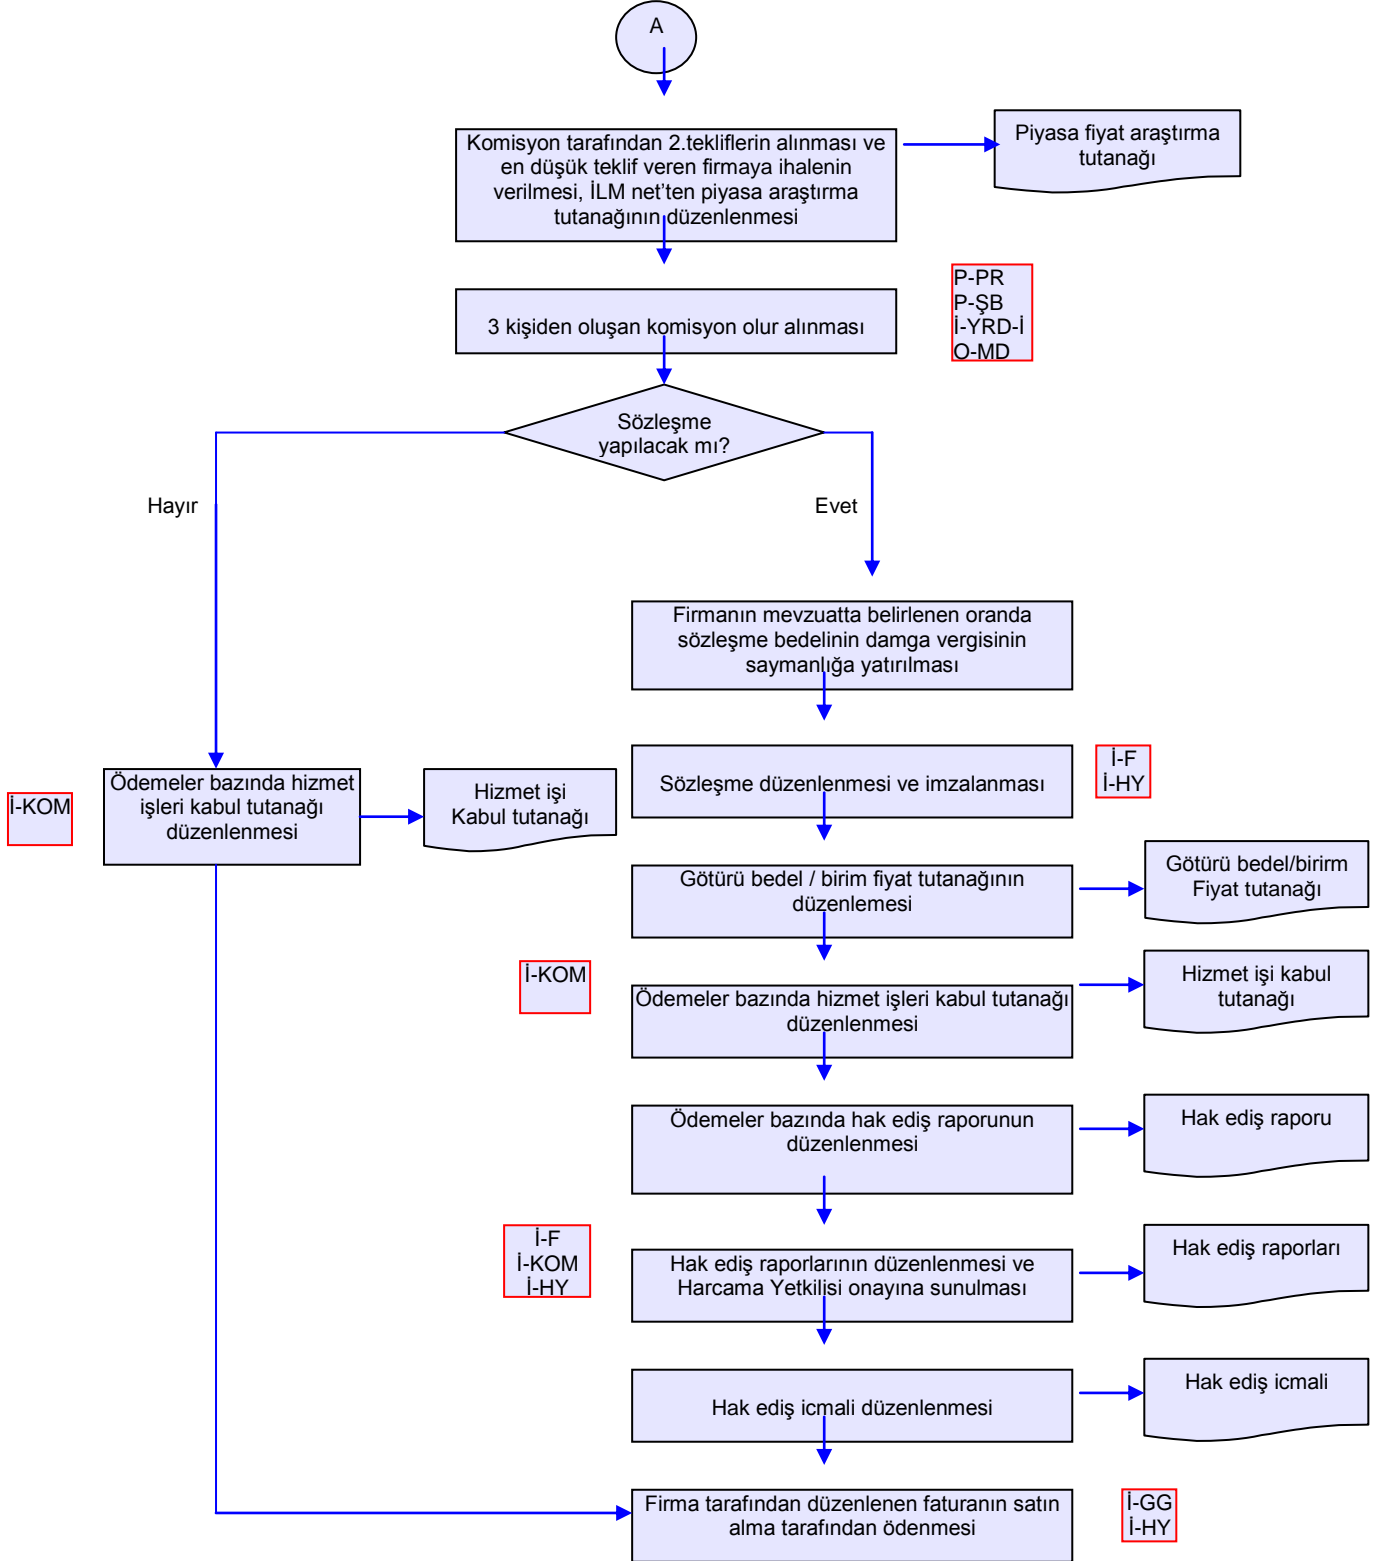 A
Komisyon tarafından 2.tekliflerin alınması ve
en düşük teklif veren firmaya ihalenin
verilmesi, İLM net’ten piyasa araştırma
tutanağının düzenlenmesi
Piyasa fiyat araştırma
tutanağı
3 kişiden oluşan komisyon olur alınması
P-PR
P-ŞB
İ-YRD-İ
O-MD
Sözleşme
yapılacak mı?
Hayır
Evet
Firmanın mevzuatta belirlenen oranda
sözleşme bedelinin damga vergisinin
saymanlığa yatırılması
Sözleşme düzenlenmesi ve imzalanması
İ-F
İ-HY
İ-KOM
Ödemeler bazında hizmet
işleri kabul tutanağı
düzenlenmesi
Hizmet işi
Kabul tutanağı
Götürü bedel / birim fiyat tutanağının
düzenlemesi
Götürü bedel/birirm
Fiyat tutanağı
İ-KOM
Ödemeler bazında hizmet işleri kabul tutanağı
düzenlenmesi
Hizmet işi kabul
tutanağı
Ödemeler bazında hak ediş raporunun
düzenlenmesi
Hak ediş raporu
İ-F
İ-KOM
İ-HY
Hak ediş raporlarının düzenlenmesi ve
Harcama Yetkilisi onayına sunulması
Hak ediş raporları
Hak ediş icmali düzenlenmesi
Hak ediş icmali
Firma tarafından düzenlenen faturanın satın
alma tarafından ödenmesi
İ-GG
İ-HY